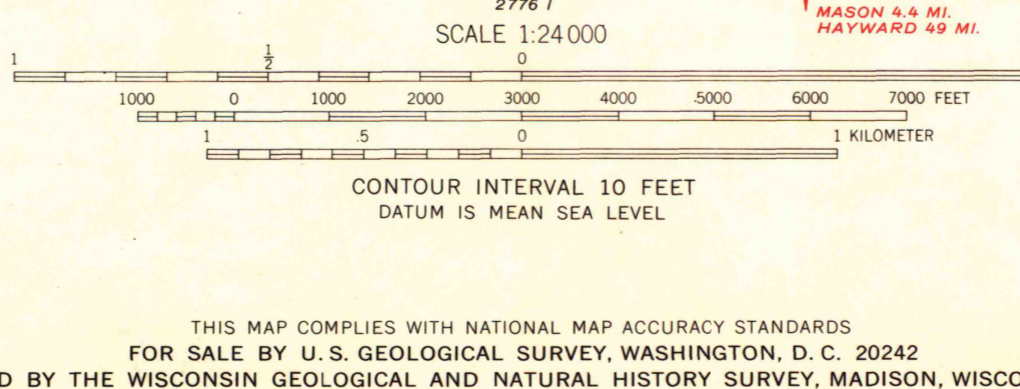 2776 I
MASON 4.4 MI.
HAYWARD 49 MI.
SCALE 1:24 000
1 1/2 0
1000 0 1000 2000 3000 4000 5000 6000 7000 FEET
1 .5 0 1 KILOMETER
CONTOUR INTERVAL 10 FEET
DATUM IS MEAN SEA LEVEL
THIS MAP COMPLIES WITH NATIONAL MAP ACCURACY STANDARDS
FOR SALE BY U. S. GEOLOGICAL SURVEY, WASHINGTON, D. C. 20242
D BY THE WISCONSIN GEOLOGICAL AND NATURAL HISTORY SURVEY, MADISON, WISCO